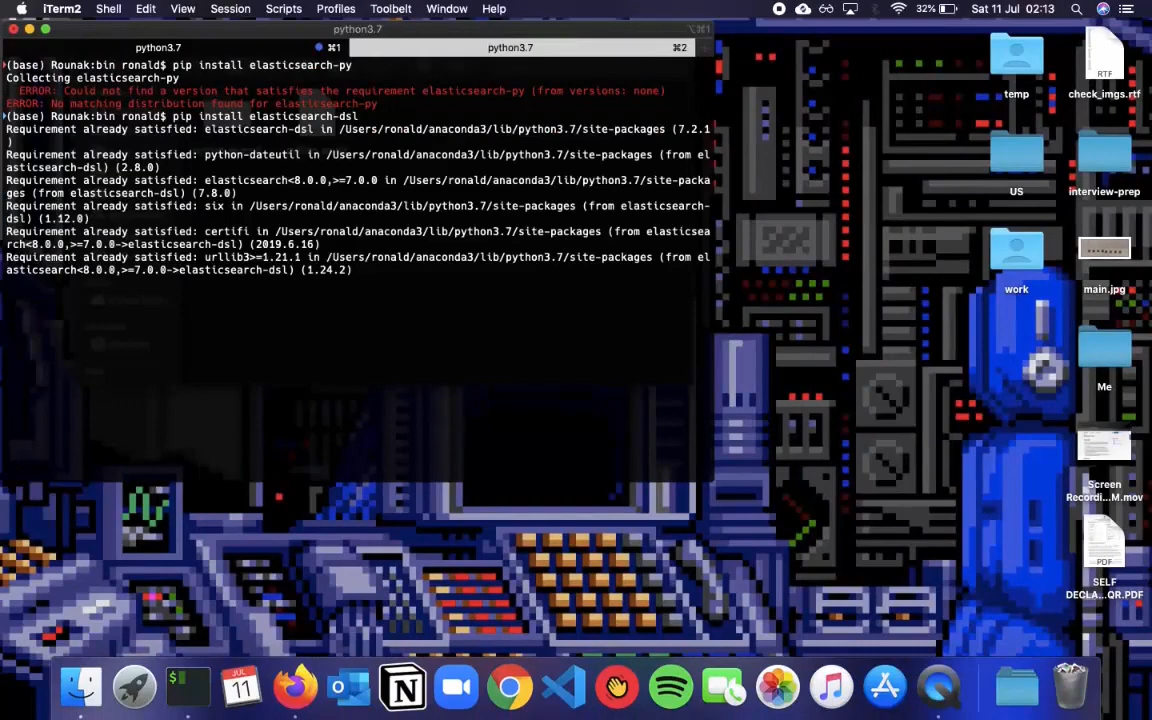 iTerm2 Shell Edit View Session Scripts Profiles Toolbelt Window Help 32% Sat 11 Jul 02:13
python3.7 ⌥⌘1
python3.7 ⌘1 python3.7 ⌘2
(base) Rounak:bin ronald$ pip install elasticsearch-py
Collecting elasticsearch-py
ERROR: Could not find a version that satisfies the requirement elasticsearch-py (from versions: none)
ERROR: No matching distribution found for elasticsearch-py
(base) Rounak:bin ronald$ pip install elasticsearch-dsl
Requirement already satisfied: elasticsearch-dsl in /Users/ronald/anaconda3/lib/python3.7/site-packages (7.2.1
)
Requirement already satisfied: python-dateutil in /Users/ronald/anaconda3/lib/python3.7/site-packages (from el
asticsearch-dsl) (2.8.0)
Requirement already satisfied: elasticsearch<8.0.0,>=7.0.0 in /Users/ronald/anaconda3/lib/python3.7/site-packa
ges (from elasticsearch-dsl) (7.8.0)
Requirement already satisfied: six in /Users/ronald/anaconda3/lib/python3.7/site-packages (from elasticsearch-
dsl) (1.12.0)
Requirement already satisfied: certifi in /Users/ronald/anaconda3/lib/python3.7/site-packages (from elasticsea
rch<8.0.0,>=7.0.0->elasticsearch-dsl) (2019.6.16)
Requirement already satisfied: urllib3>=1.21.1 in /Users/ronald/anaconda3/lib/python3.7/site-packages (from el
asticsearch<8.0.0,>=7.0.0->elasticsearch-dsl) (1.24.2)
RTF
temp check_imgs.rtf
US interview-prep
work main.jpg
Me
Screen
Recordi...M.mov
PDF
SELF
DECLA...QR.PDF
JUL
11